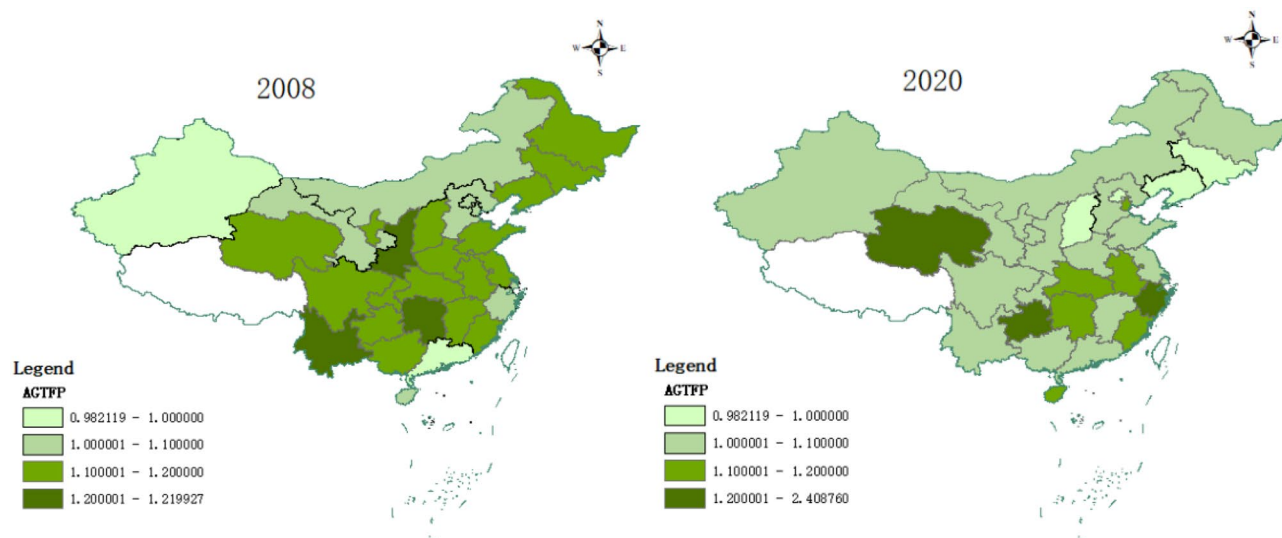 N
W E
S
2008
Legend
AGTFP
0.982119 - 1.000000
1.000001 - 1.100000
1.100001 - 1.200000
1.200001 - 1.219927
N
W E
S
2020
Legend
AGTFP
0.982119 - 1.000000
1.000001 - 1.100000
1.100001 - 1.200000
1.200001 - 2.408760